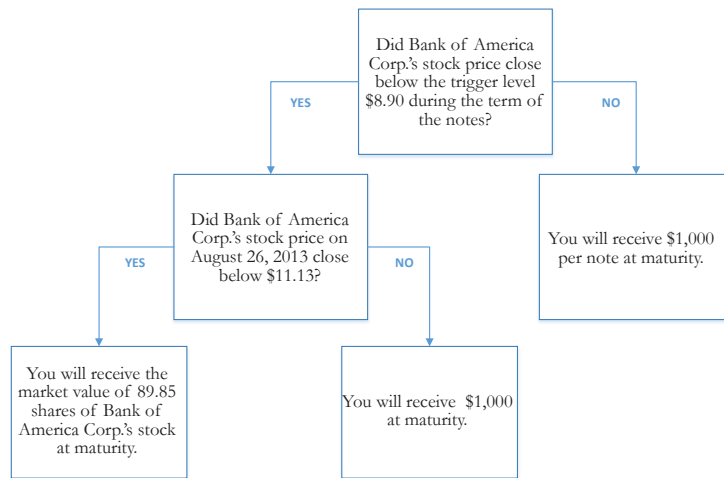 Did Bank of America
Corp.'s stock price close
below the trigger level
$8.90 during the term of
the notes?
YES
NO
Did Bank of America
Corp.'s stock price on
August 26, 2013 close
below $11.13?
You will receive $1,000
per note at maturity.
YES
NO
You will receive the
market value of 89.85
shares of Bank of
America Corp.'s stock
at maturity.
You will receive $1,000
at maturity.